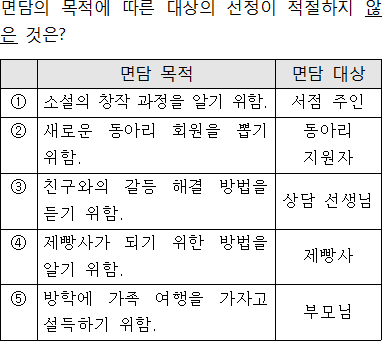 면담의 목적에 따른 대상의 선정이 적절하지 않
은 것은?
면담 목적 면담 대상
① 소설의 창작 과정을 알기 위함. 서점 주인
② 새로운 동아리 회원을 뽑기
위함.
동아리
지원자
③ 친구와의 갈등 해결 방법을
듣기 위함.
상담 선생님
④ 제빵사가 되기 위한 방법을
알기 위함.
제빵사
⑤ 방학에 가족 여행을 가자고
설득하기 위함.
부모님